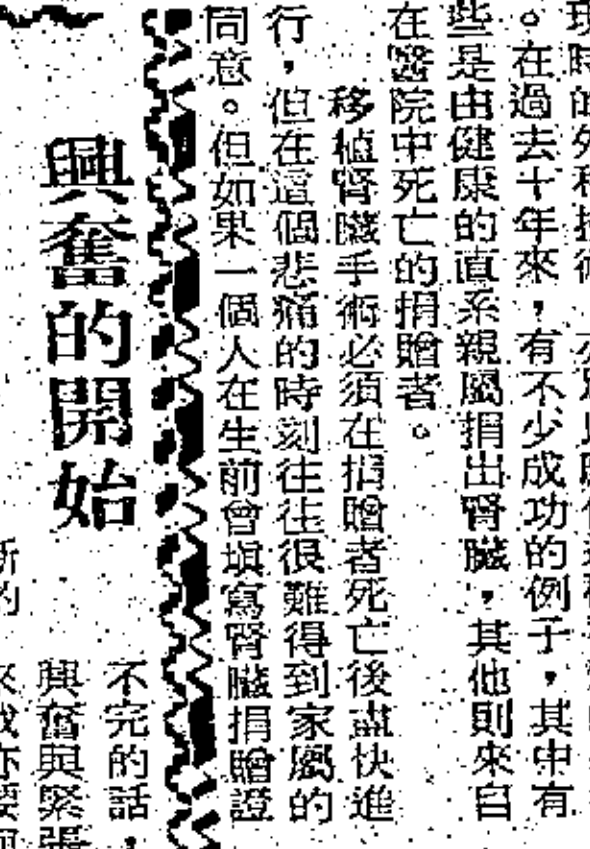 。在過去十年來，有不少成功的例子，其中有
些是由健康的直系親屬捐出腎臟，其他則來自
在醫院中死亡的捐贈者。
移植腎臟手術必須在捐贈者死亡後盡快進
行，但在這個悲痛的時刻往往很難得到家屬的
同意。但如果一個人在生前曾塡寫腎臟捐贈證
興奮的開始
不完的話，
興奮與緊張